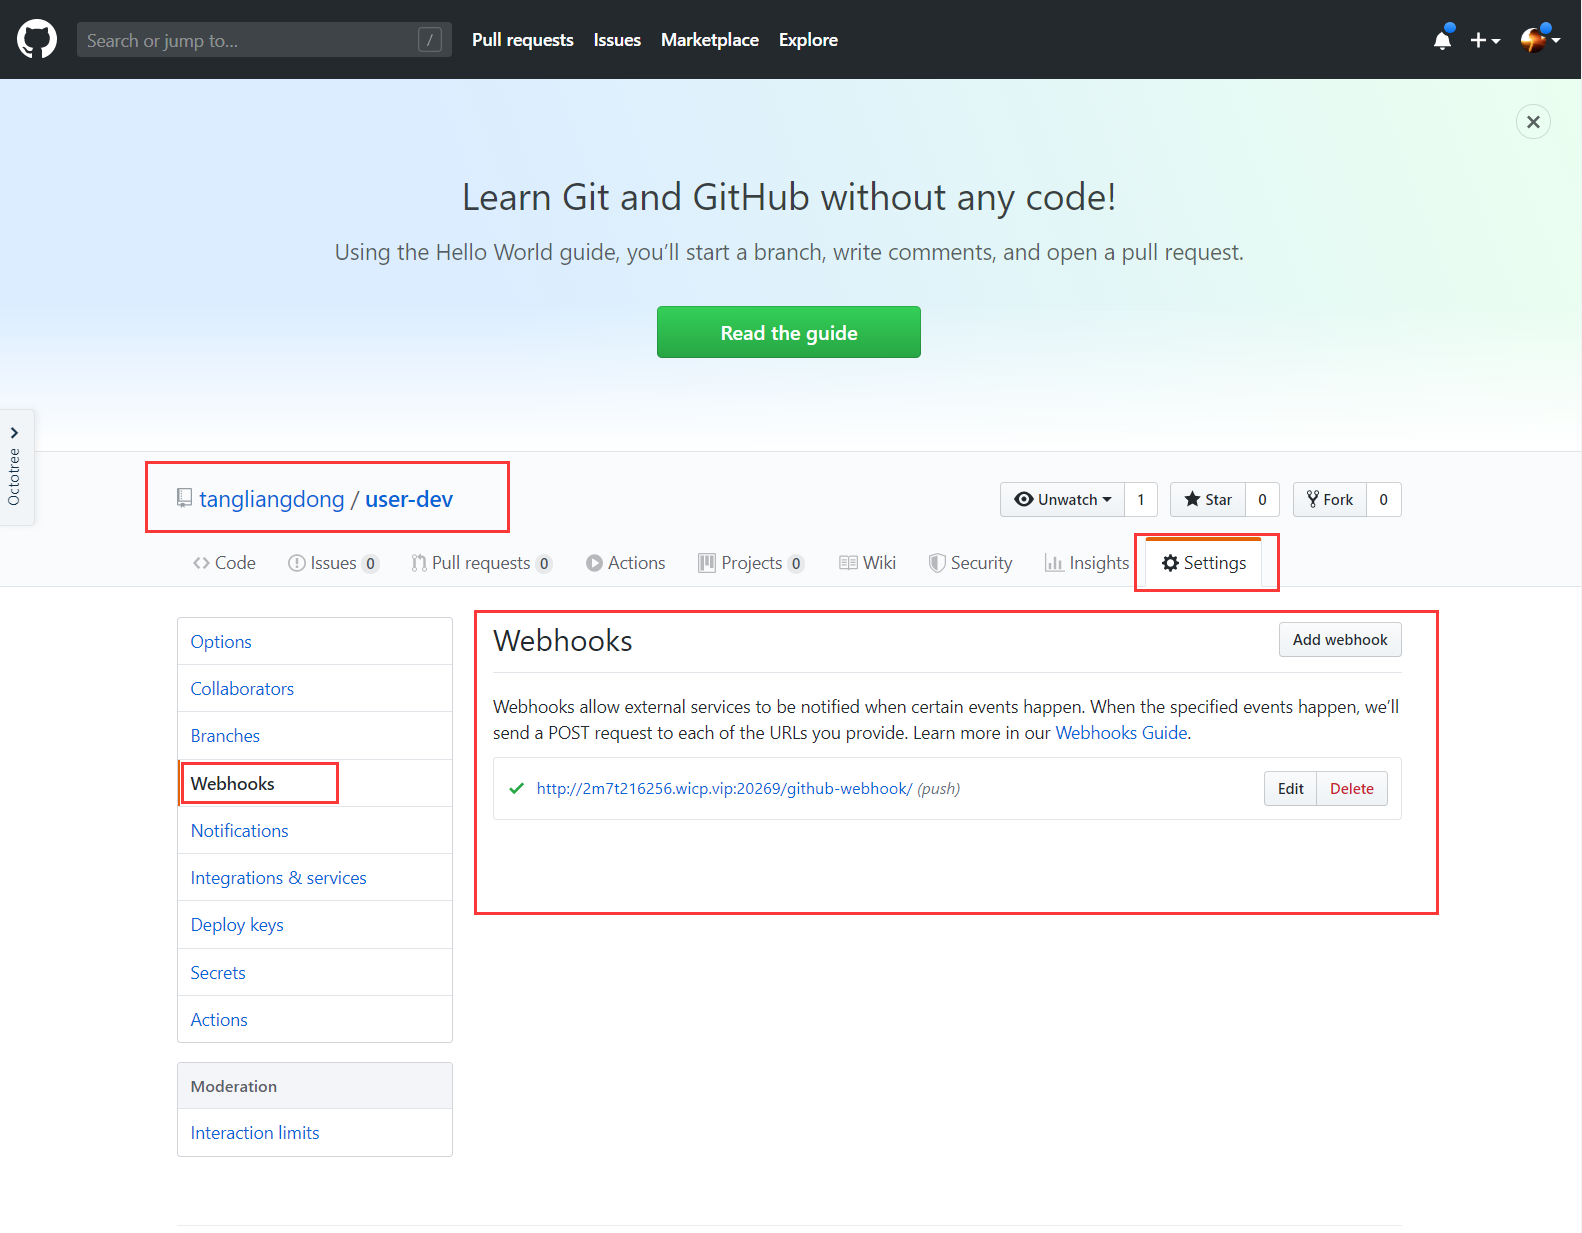 Search or jump to... /
Pull requests Issues Marketplace Explore
Learn Git and GitHub without any code!
Using the Hello World guide, you’ll start a branch, write comments, and open a pull request.
Read the guide
Octotree
tangliangdong / user-dev
Unwatch 1 Star 0 Fork 0
Code Issues 0 Pull requests 0 Actions Projects 0 Wiki Security Insights Settings
Options
Collaborators
Branches
Webhooks
Notifications
Integrations & services
Deploy keys
Secrets
Actions
Moderation
Interaction limits
Webhooks
Add webhook
Webhooks allow external services to be notified when certain events happen. When the specified events happen, we’ll
send a POST request to each of the URLs you provide. Learn more in our Webhooks Guide.
http://2m7t216256.wicp.vip:20269/github-webhook/ (push)
Edit Delete